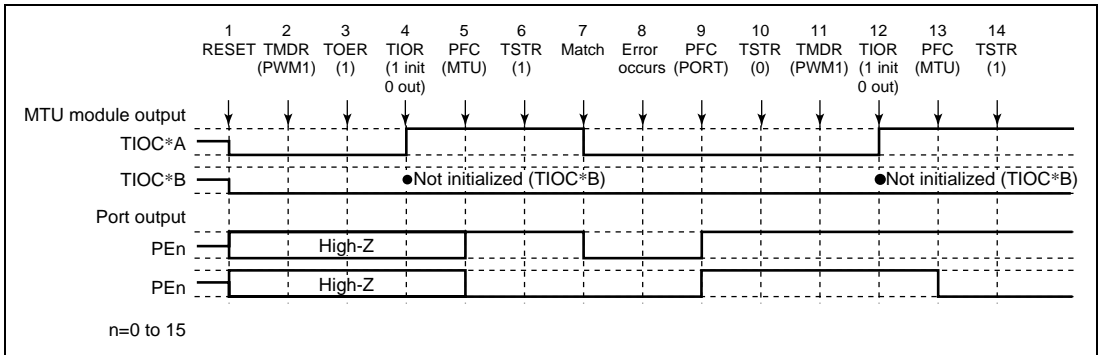 1 2 3 4 5 6 7 8 9 10 11 12 13 14
RESET TMDR TOER TIOR PFC TSTR Match Error PFC TSTR TMDR TIOR PFC TSTR
(PWM1) (1) (1 init (MTU) (1) occurs (PORT) (0) (PWM1) (1 init (MTU) (1)
0 out) 0 out)
MTU module output
TIOC*A
TIOC*B ●Not initialized (TIOC*B) ●Not initialized (TIOC*B)
Port output
PEn High-Z
PEn High-Z
n=0 to 15